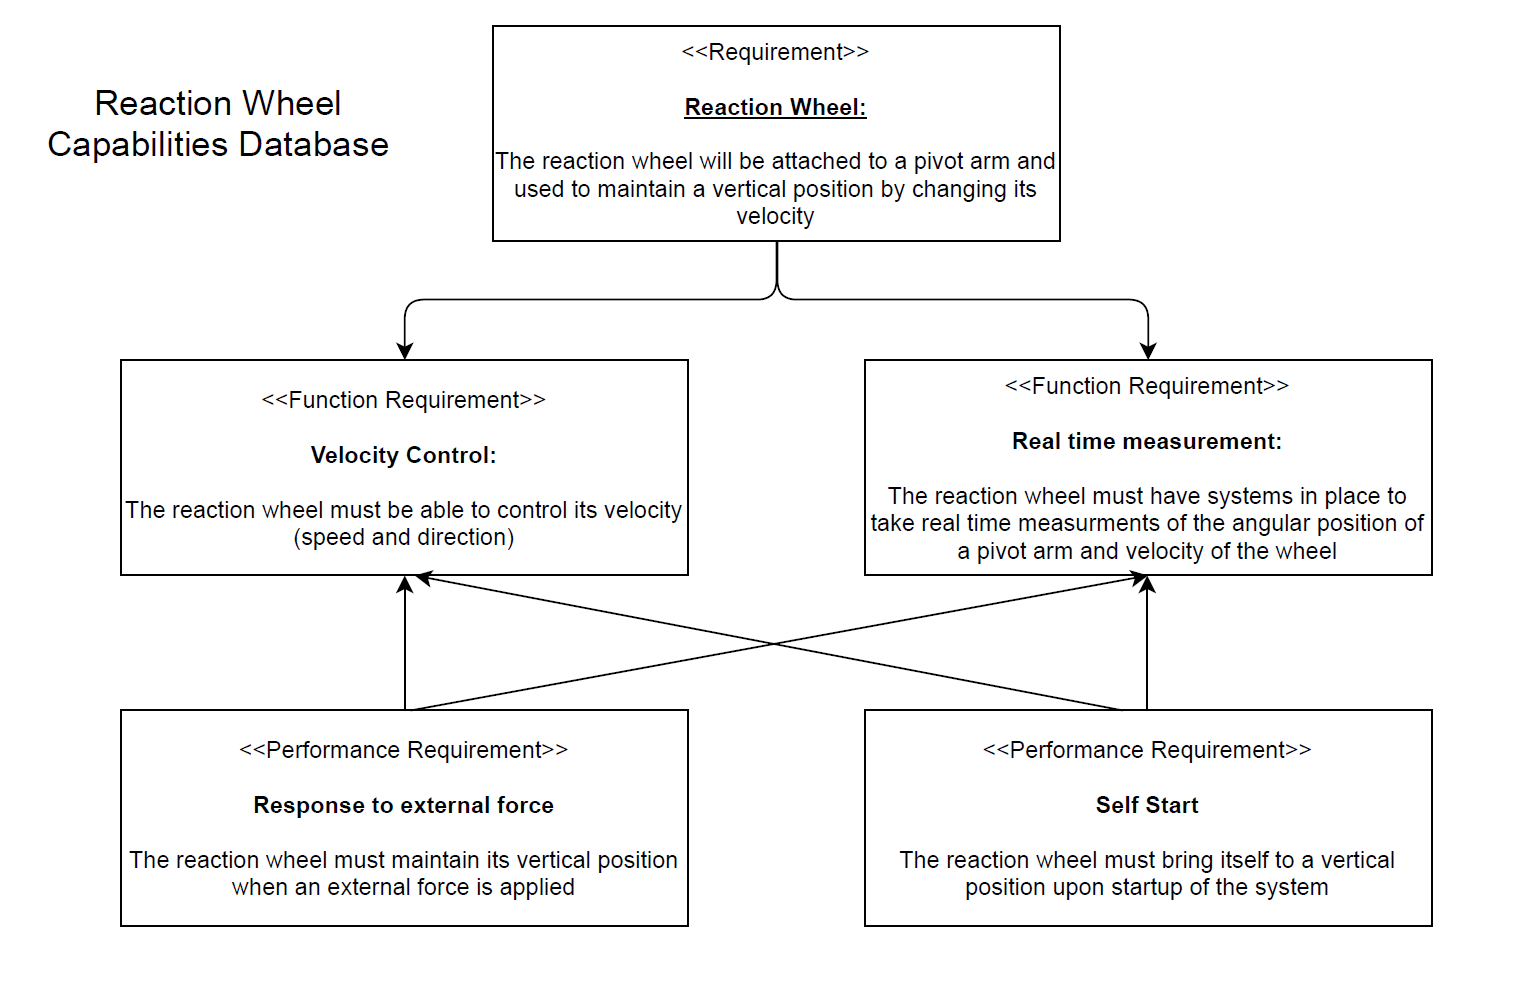 Reaction Wheel
Capabilities Database
<<Requirement>>
Reaction Wheel:
The reaction wheel will be attached to a pivot arm and
used to maintain a vertical position by changing its
velocity
<<Function Requirement>>
Velocity Control:
The reaction wheel must be able to control its velocity
(speed and direction)
<<Function Requirement>>
Real time measurement:
The reaction wheel must have systems in place to
take real time measurments of the angular position of
a pivot arm and velocity of the wheel
<<Performance Requirement>>
Response to external force
The reaction wheel must maintain its vertical position
when an external force is applied
<<Performance Requirement>>
Self Start
The reaction wheel must bring itself to a vertical
position upon startup of the system